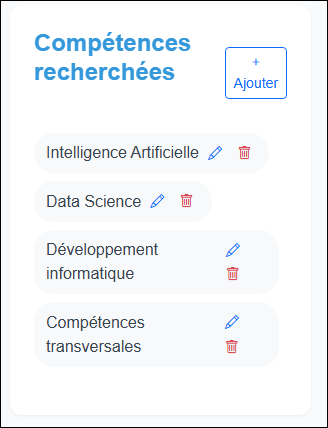 Compétences
recherchées
+
Ajouter
Intelligence Artificielle
Data Science
Développement
informatique
Compétences
transversales